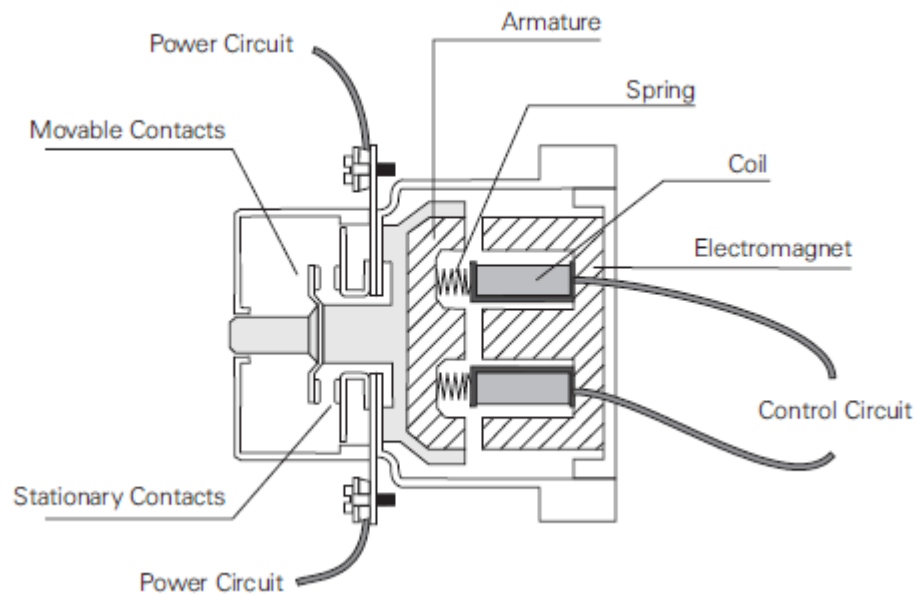 Armature
Power Circuit
Spring
Movable Contacts
Coil
Electromagnet
Control Circuit
Stationary Contacts
Power Circuit